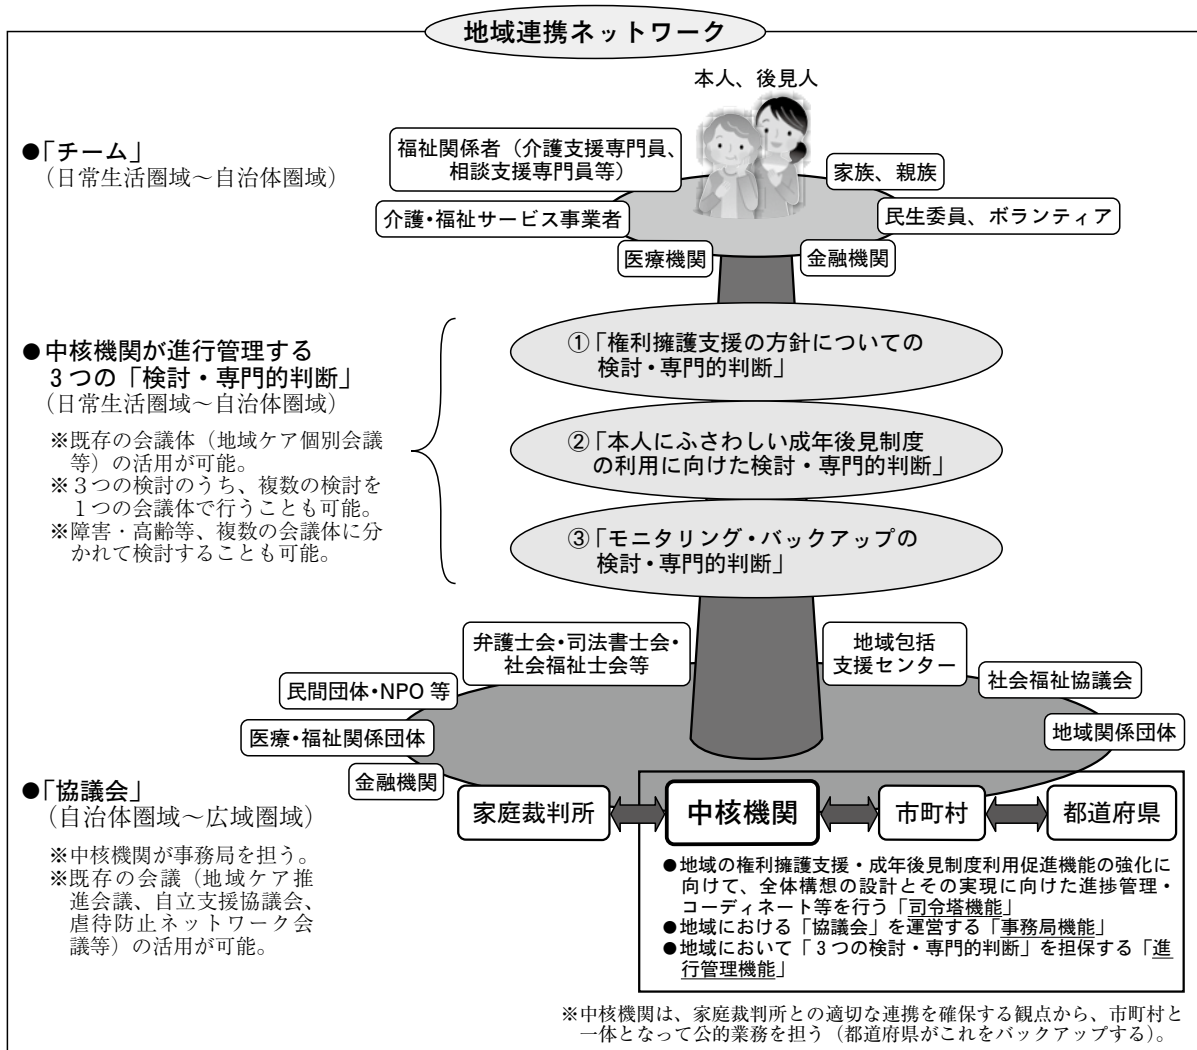 地域連携ネットワーク
本人、後見人
●「チーム」
（日常生活圏域～自治体圏域）
福祉関係者（介護支援専門員、
相談支援専門員等）
家族、親族
介護・福祉サービス事業者
民生委員、ボランティア
医療機関
金融機関
●中核機関が進行管理する
３つの「検討・専門的判断」
（日常生活圏域～自治体圏域）
※既存の会議体（地域ケア個別会議
等）の活用が可能。
※３つの検討のうち、複数の検討を
１つの会議体で行うことも可能。
※障害・高齢等、複数の会議体に分
かれて検討することも可能。
①「権利擁護支援の方針についての
検討・専門的判断」
②「本人にふさわしい成年後見制度
の利用に向けた検討・専門的判断」
③「モニタリング・バックアップの
検討・専門的判断」
弁護士会・司法書士会・
社会福祉士会等
地域包括
支援センター
民間団体・NPO 等
社会福祉協議会
医療・福祉関係団体
地域関係団体
金融機関
●「協議会」
（自治体圏域～広域圏域）
※中核機関が事務局を担う。
※既存の会議（地域ケア推
進会議、自立支援協議会、
虐待防止ネットワーク会
議等）の活用が可能。
家庭裁判所
中核機関
市町村
都道府県
●地域の権利擁護支援・成年後見制度利用促進機能の強化に
向けて、全体構想の設計とその実現に向けた進捗管理・
コーディネート等を行う「司令塔機能」
●地域における「協議会」を運営する「事務局機能」
●地域において「３つの検討・専門的判断」を担保する「進
行管理機能」
※中核機関は、家庭裁判所との適切な連携を確保する観点から、市町村と
一体となって公的業務を担う（都道府県がこれをバックアップする）。